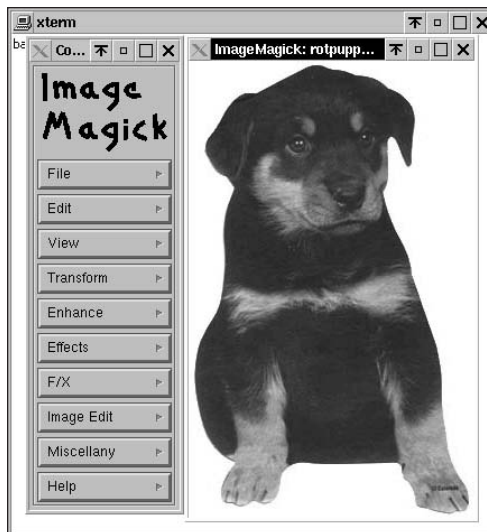 xterm
ba
Co...
ImageMagick: rotpupp...
Image
Magick
File
Edit
View
Transform
Enhance
Effects
F/X
Image Edit
Miscellany
Help